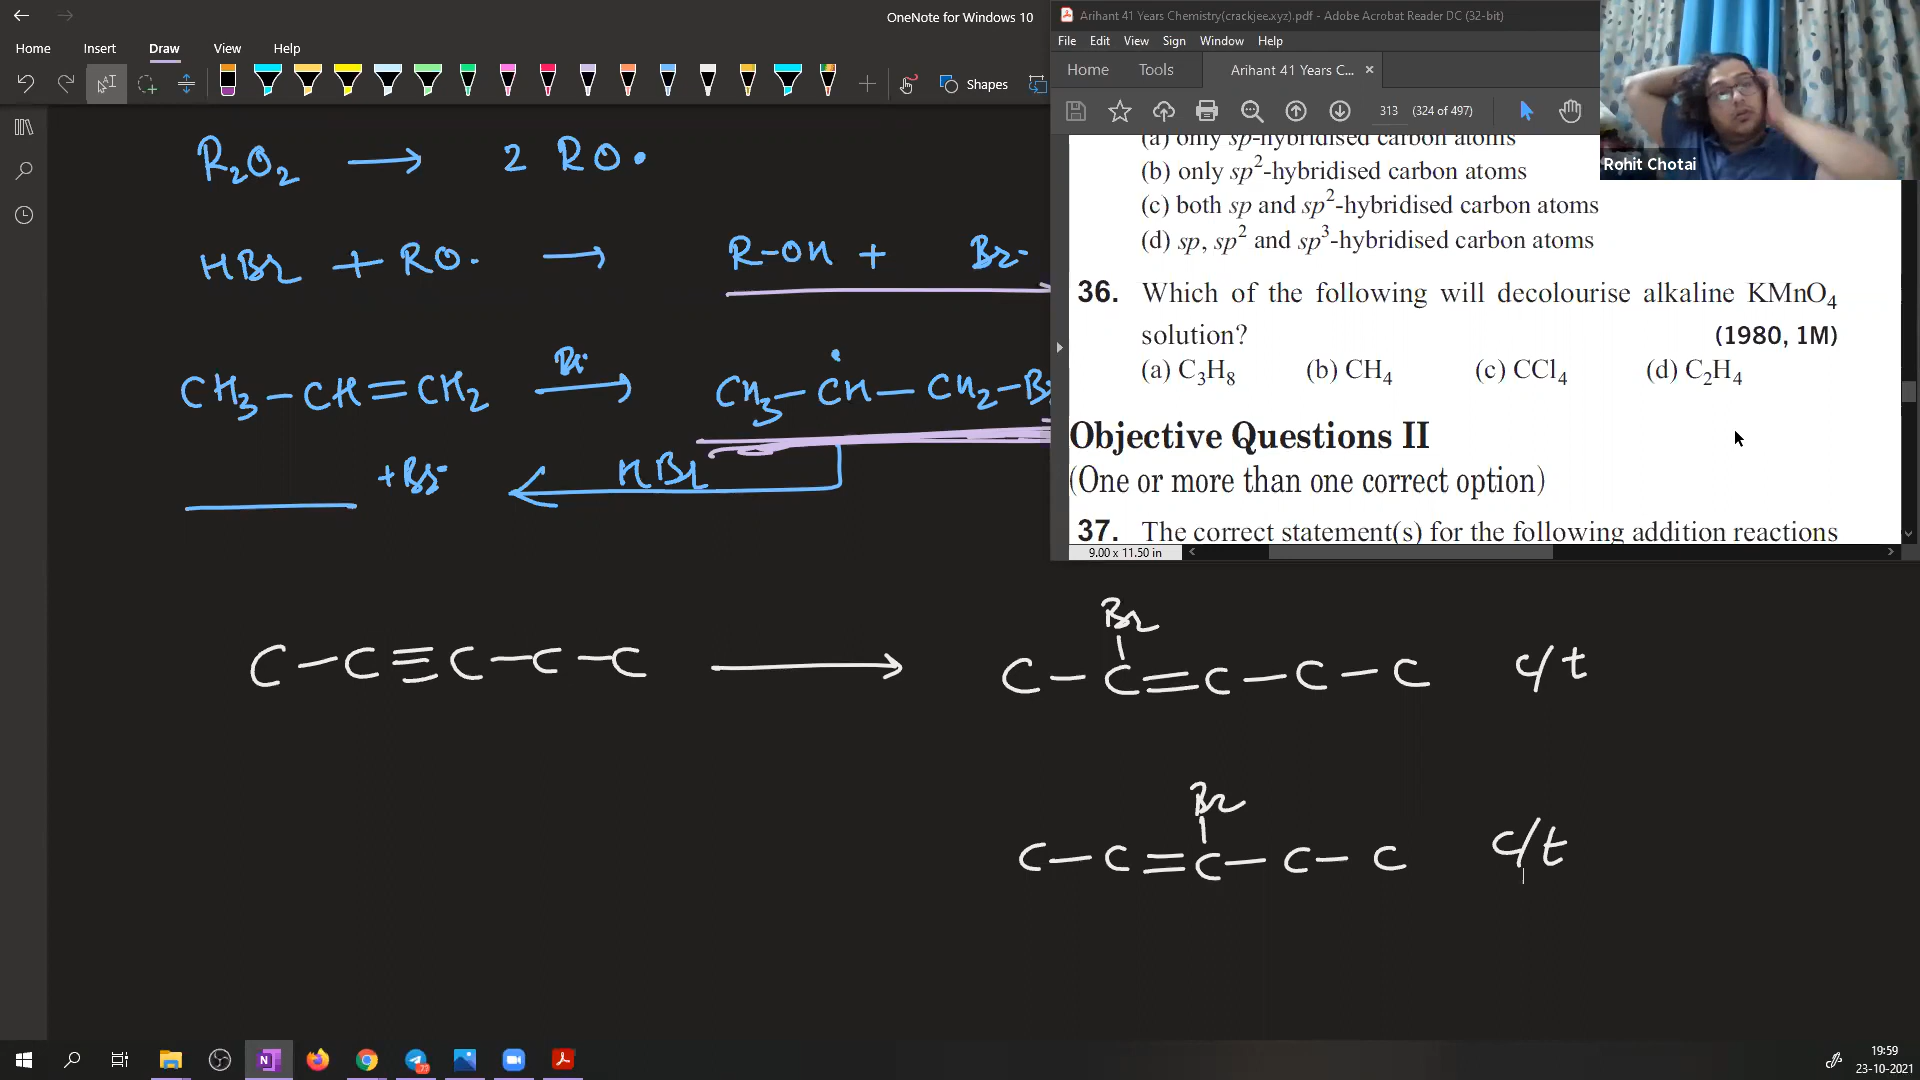 OneNote for Windows 10
Home Insert Draw View Help
Shapes
R2O2 ⟶ 2 RO•
HBr + RO• ⟶ R-OH + Br•
CH3-CH=CH2 Br• ⟶ CH3-ĊH-CH2-Br
+Br• HBr
C-C≡C-C-C ⟶
Br
C-C=C-C-C c/t
Br
C-C=C-C-C c/t
Arihant 41 Years Chemistry(crackjee.xyz).pdf - Adobe Acrobat Reader DC (32-bit)
File Edit View Sign Window Help
Home Tools Arihant 41 Years C... ×
313 (324 of 497)
Rohit Chotai
(a) only sp-hybridised carbon atoms
(b) only sp²-hybridised carbon atoms
(c) both sp and sp²-hybridised carbon atoms
(d) sp, sp² and sp³-hybridised carbon atoms
36. Which of the following will decolourise alkaline KMnO4
solution? (1980, 1M)
(a) C3H8 (b) CH4 (c) CCl4 (d) C2H4
Objective Questions II
(One or more than one correct option)
37. The correct statement(s) for the following addition reactions
9.00 x 11.50 in
19:59
23-10-2021